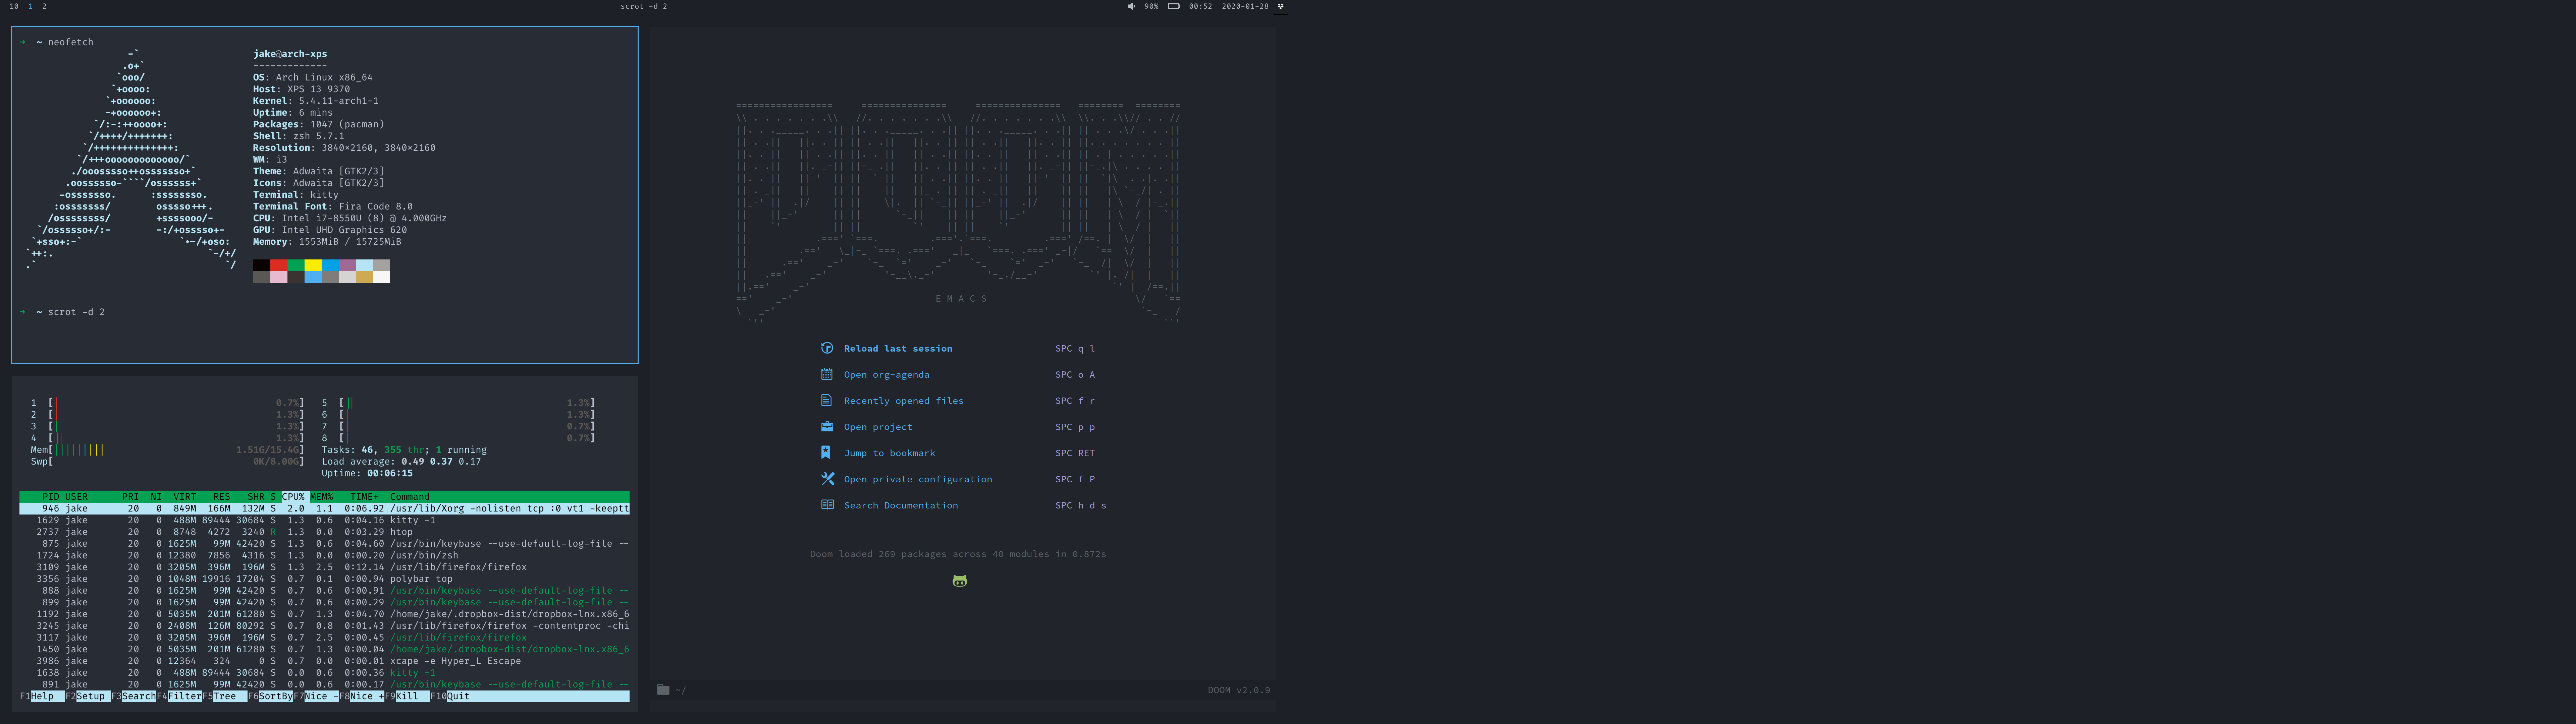 10 1 2
scrot -d 2
90% 00:52 2020-01-28
➜ ~ neofetch
jake@arch-xps
-------------
OS: Arch Linux x86_64
Host: XPS 13 9370
Kernel: 5.4.11-arch1-1
Uptime: 6 mins
Packages: 1047 (pacman)
Shell: zsh 5.7.1
Resolution: 3840×2160, 3840×2160
WM: i3
Theme: Adwaita [GTK2/3]
Icons: Adwaita [GTK2/3]
Terminal: kitty
Terminal Font: Fira Code 8.0
CPU: Intel i7-8550U (8) @ 4.000GHz
GPU: Intel UHD Graphics 620
Memory: 1553MiB / 15725MiB
➜ ~ scrot -d 2
1 [ 0.7%] 5 [ 1.3%]
2 [ 1.3%] 6 [ 1.3%]
3 [ 1.3%] 7 [ 0.7%]
4 [ 1.3%] 8 [ 0.7%]
Mem[ 1.51G/15.4G] Tasks: 46, 355 thr; 1 running
Swp[ 0K/8.00G] Load average: 0.49 0.37 0.17
Uptime: 00:06:15
PID USER PRI NI VIRT RES SHR S CPU% MEM% TIME+ Command
946 jake 20 0 849M 166M 132M S 2.0 1.1 0:06.92 /usr/lib/Xorg -nolisten tcp :0 vt1 -keeptt
1629 jake 20 0 488M 89444 30684 S 1.3 0.6 0:04.16 kitty -1
2737 jake 20 0 8748 4272 3240 R 1.3 0.0 0:03.29 htop
875 jake 20 0 1625M 99M 42420 S 1.3 0.6 0:04.60 /usr/bin/keybase --use-default-log-file --
1724 jake 20 0 12380 7856 4316 S 1.3 0.0 0:00.20 /usr/bin/zsh
3109 jake 20 0 3205M 396M 196M S 1.3 2.5 0:12.14 /usr/lib/firefox/firefox
3356 jake 20 0 1048M 19916 17204 S 0.7 0.1 0:00.94 polybar top
888 jake 20 0 1625M 99M 42420 S 0.7 0.6 0:00.91 /usr/bin/keybase --use-default-log-file --
899 jake 20 0 1625M 99M 42420 S 0.7 0.6 0:00.29 /usr/bin/keybase --use-default-log-file --
1192 jake 20 0 5035M 201M 61280 S 0.7 1.3 0:04.70 /home/jake/.dropbox-dist/dropbox-lnx.x86_6
3245 jake 20 0 2408M 126M 80292 S 0.7 0.8 0:01.43 /usr/lib/firefox/firefox -contentproc -chi
3117 jake 20 0 3205M 396M 196M S 0.7 2.5 0:00.45 /usr/lib/firefox/firefox
1450 jake 20 0 5035M 201M 61280 S 0.7 1.3 0:00.04 /home/jake/.dropbox-dist/dropbox-lnx.x86_6
3986 jake 20 0 12364 324 0 S 0.7 0.0 0:00.01 xcape -e Hyper_L Escape
1638 jake 20 0 488M 89444 30684 S 0.0 0.6 0:00.36 kitty -1
891 jake 20 0 1625M 99M 42420 S 0.0 0.6 0:00.17 /usr/bin/keybase --use-default-log-file --
F1Help F2Setup F3SearchF4FilterF5Tree F6SortByF7Nice -F8Nice +F9Kill F10Quit
E M A C S
Reload last session SPC q l
Open org-agenda SPC o A
Recently opened files SPC f r
Open project SPC p p
Jump to bookmark SPC RET
Open private configuration SPC f P
Search Documentation SPC h d s
Doom loaded 269 packages across 40 modules in 0.872s
~/ DOOM v2.0.9